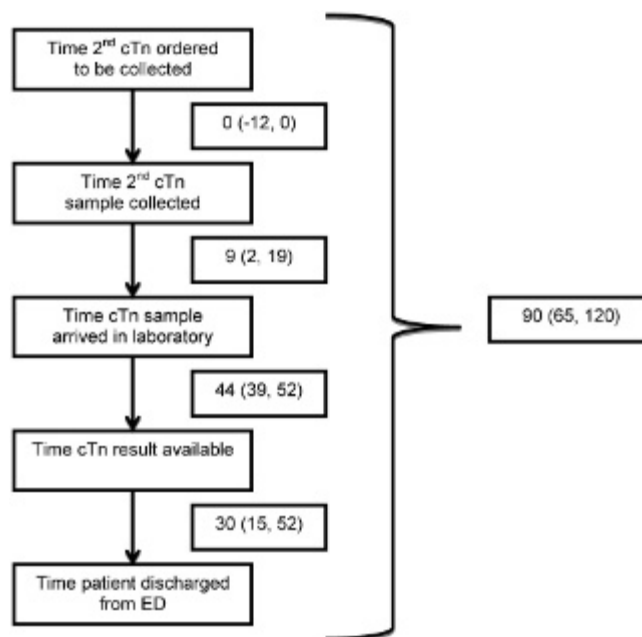 Time 2nd cTn ordered
to be collected
0 (-12, 0)
Time 2nd cTn
sample collected
9 (2, 19)
Time cTn sample
arrived in laboratory
90 (65, 120)
44 (39, 52)
Time cTn result available
30 (15, 52)
Time patient discharged
from ED